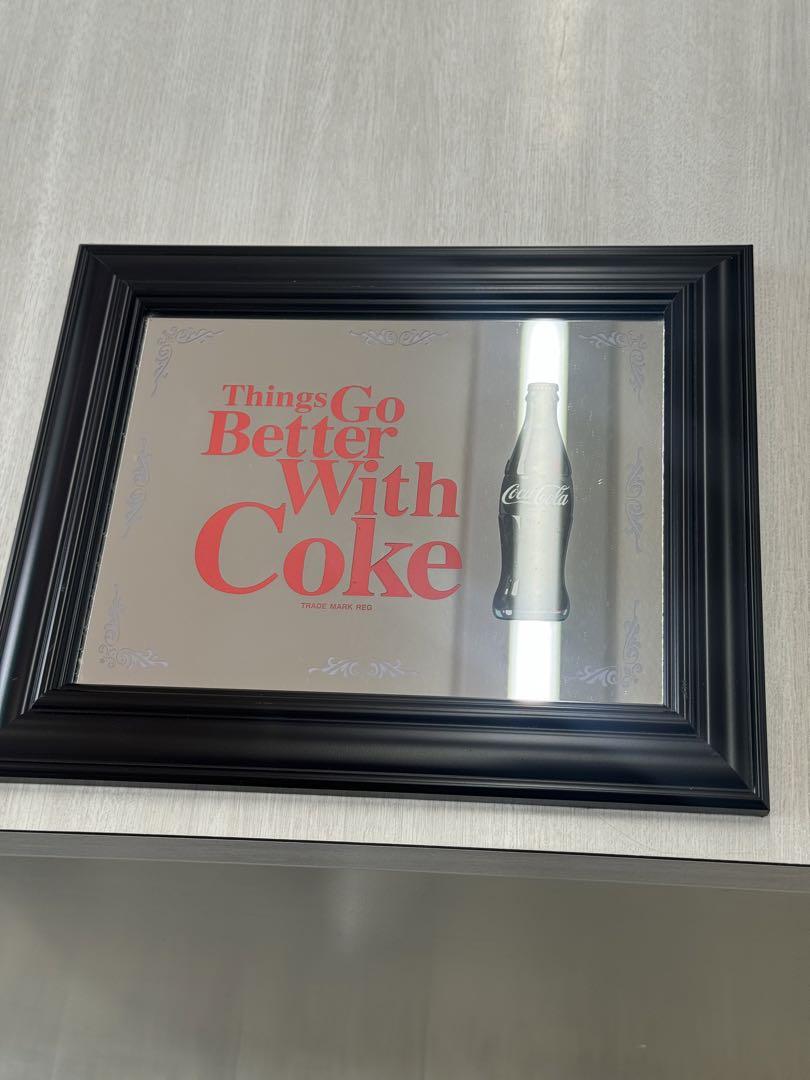 Things Go
Better
With
Coke
TRADE MARK REG
Coca-Cola